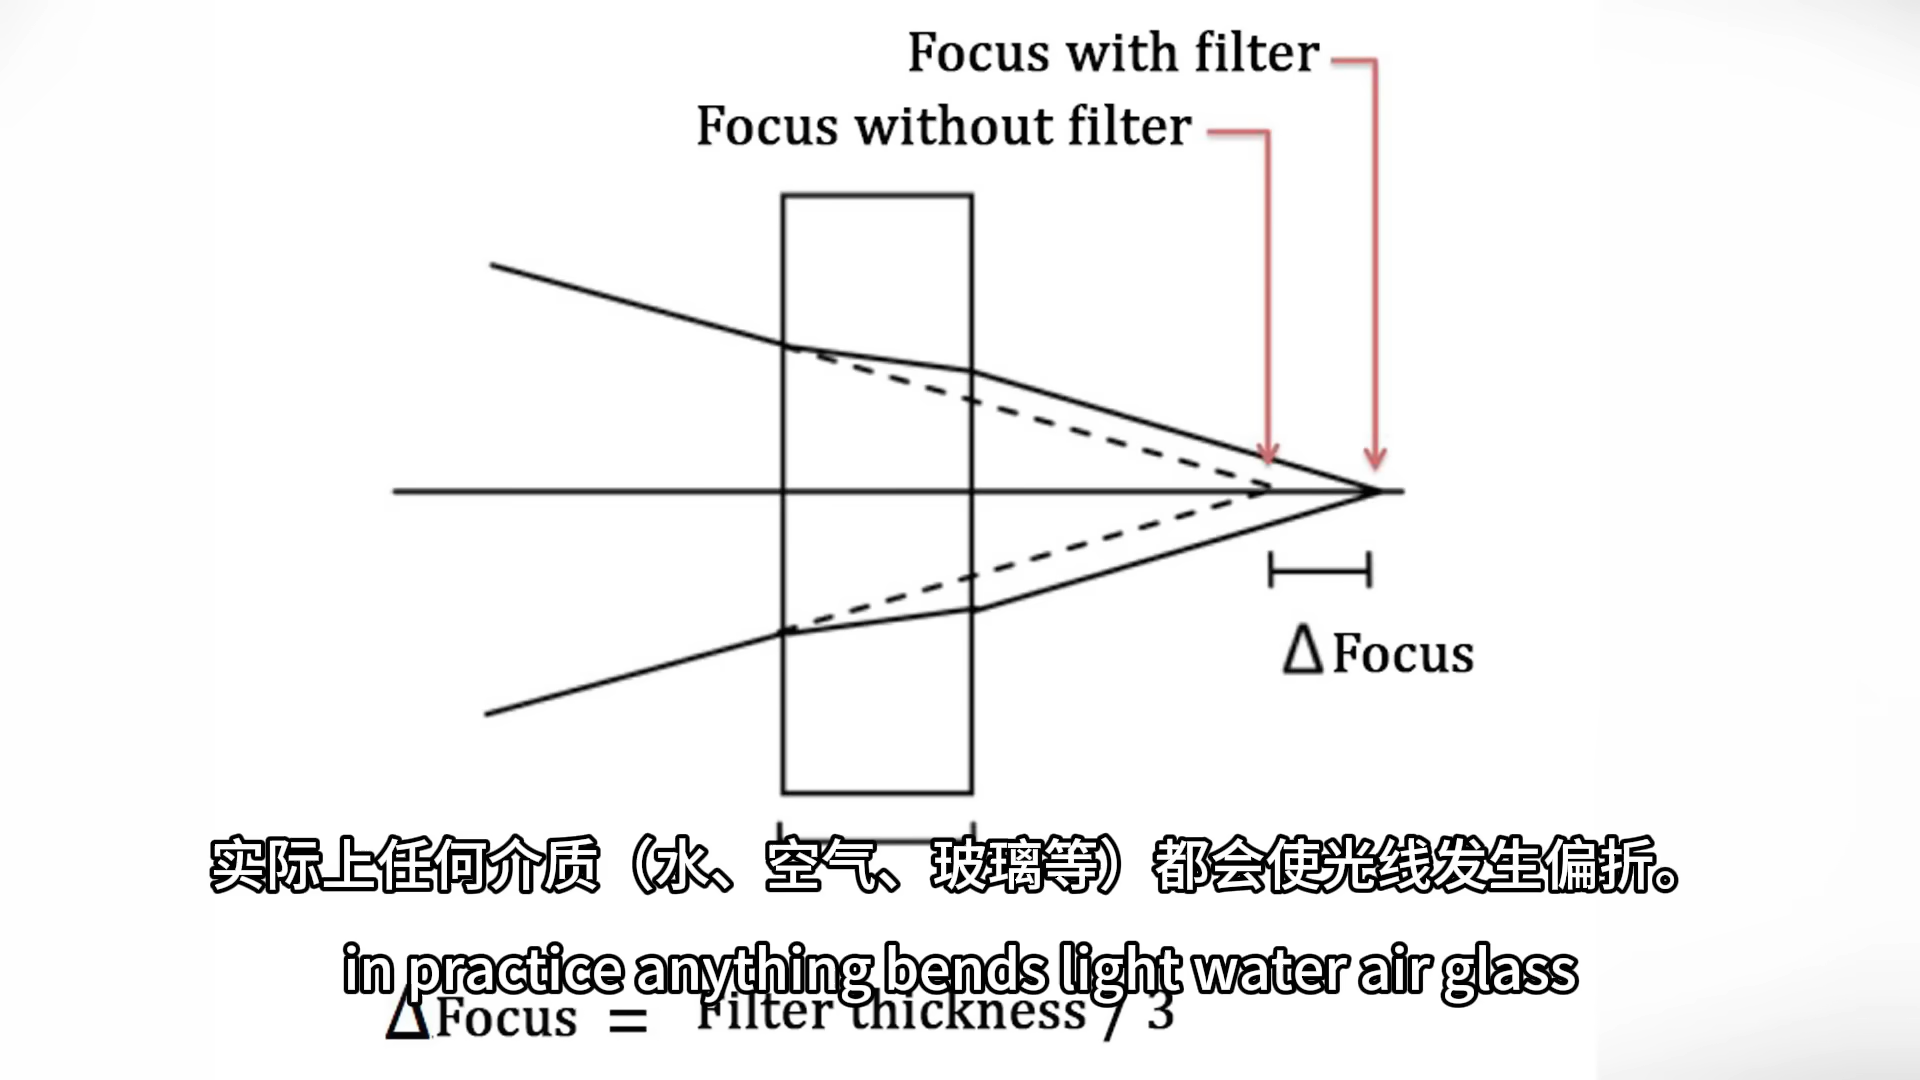 Focus with filter
Focus without filter
Δ Focus
实际上任何介质（水、空气、玻璃等）都会使光线发生偏折。
in practice anything bends light water air glass
Δ Focus = Filter thickness / 3